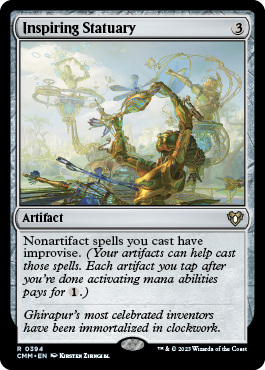 Inspiring Statuary 3
Artifact
Nonartifact spells you cast have
improvise. (Your artifacts can help cast
those spells. Each artifact you tap after
you're done activating mana abilities
pays for 1.)
Ghirapur's most celebrated inventors
have been immortalized in clockwork.
R 0394
CMM • EN KIRSTEN ZIRNGIBL
™ & © 2023 Wizards of the Coast